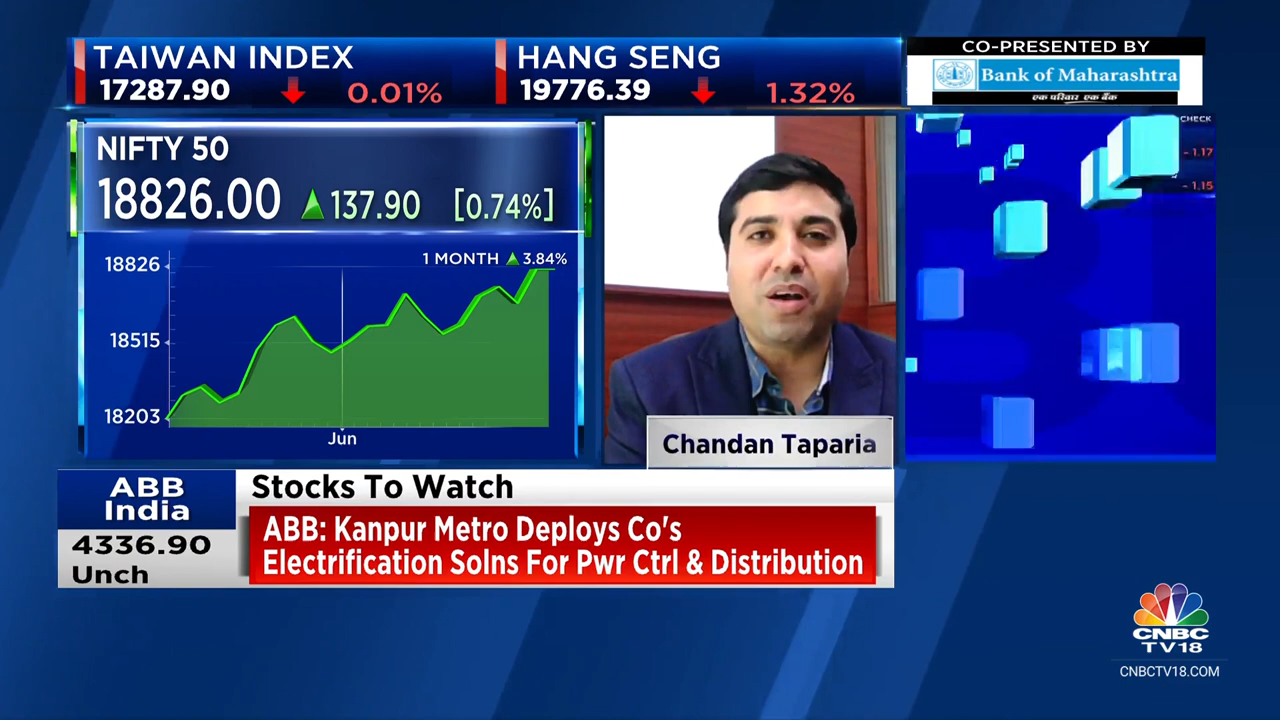 TAIWAN INDEX
17287.90 0.01%
HANG SENG
19776.39 1.32%
CO-PRESENTED BY
Bank of Maharashtra
एक परिवार एक बैंक
NIFTY 50
18826.00 137.90 [0.74%]
1 MONTH 3.84%
18826
18515
18203
Jun
CHECK
- 1.17
- 1.15
Chandan Taparia
ABB
India
4336.90
Unch
Stocks To Watch
ABB: Kanpur Metro Deploys Co's
Electrification Solns For Pwr Ctrl & Distribution
CNBC
TV18
CNBCTV18.COM